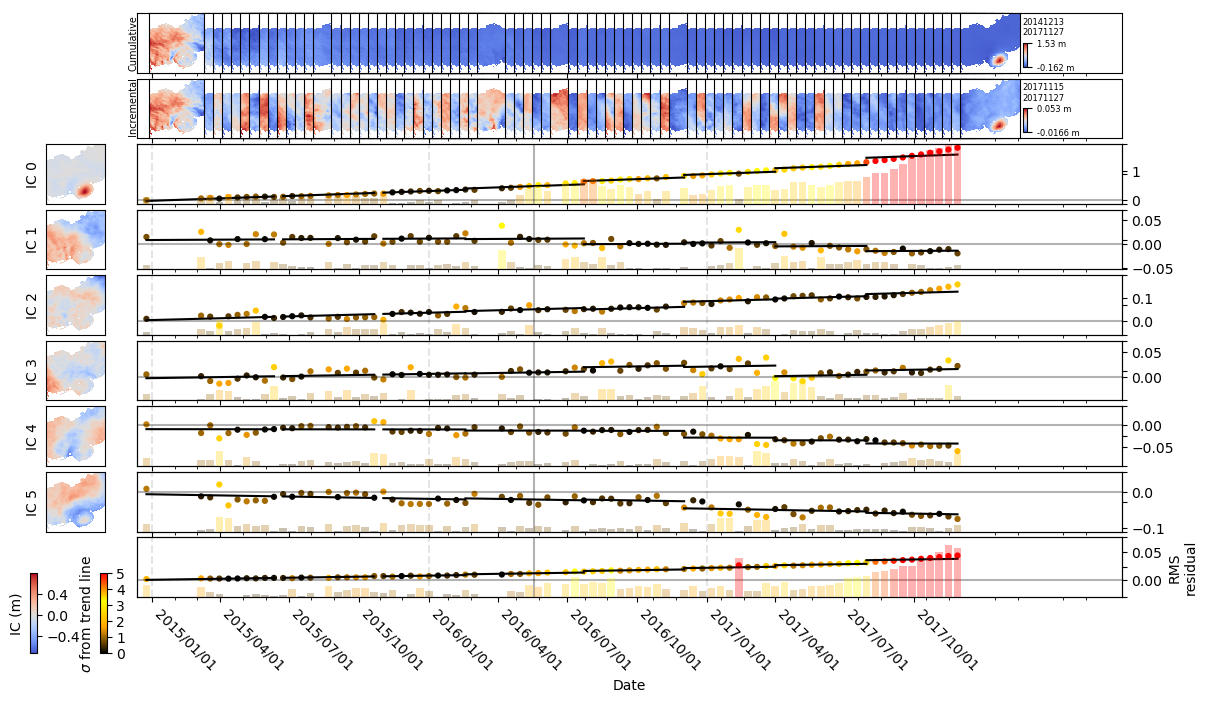 Cumulative
20141213
20171127
1.53 m
-0.162 m
Incremental
20171115
20171127
0.053 m
-0.0166 m
IC 0
1
0
IC 1
0.05
0.00
−0.05
IC 2
0.1
0.0
IC 3
0.05
0.00
IC 4
0.00
−0.05
IC 5
0.0
−0.1
0.05
0.00
RMS
residual
IC (m)
0.4
0.0
−0.4
σ from trend line
5
4
3
2
1
0
2015/01/01
2015/04/01
2015/07/01
2015/10/01
2016/01/01
2016/04/01
2016/07/01
2016/10/01
2017/01/01
2017/04/01
2017/07/01
2017/10/01
Date